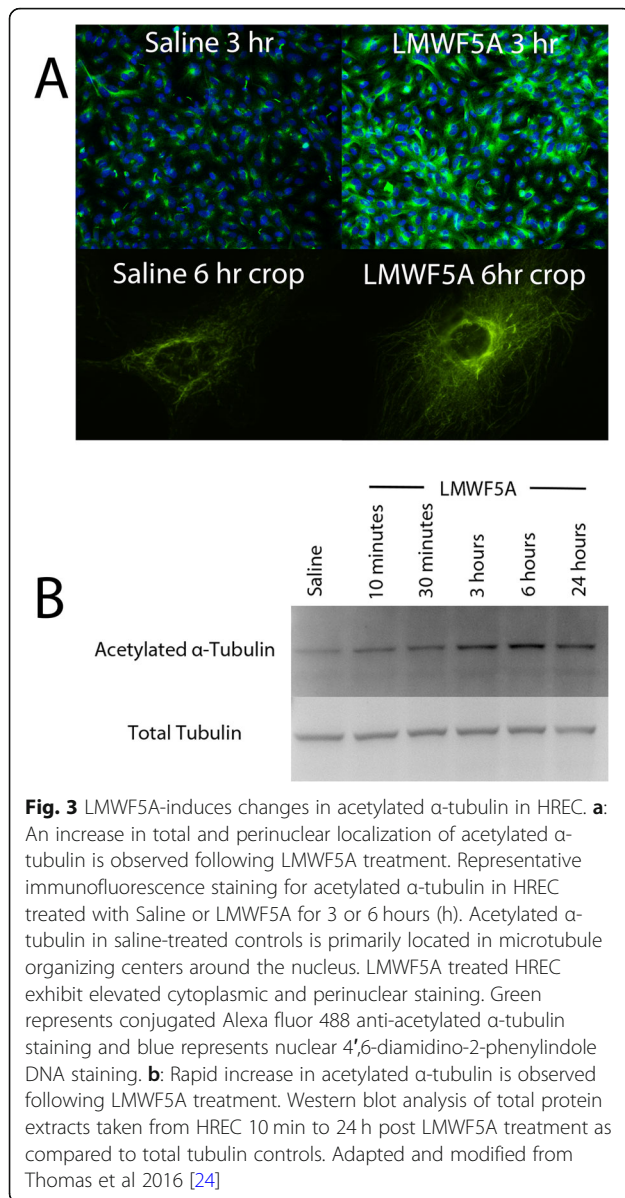 A
Saline 3 hr
LMWF5A 3 hr
Saline 6 hr crop
LMWF5A 6hr crop
B
LMWF5A
Saline
10 minutes
30 minutes
3 hours
6 hours
24 hours
Acetylated α-Tubulin
Total Tubulin
Fig. 3 LMWF5A-induces changes in acetylated α-tubulin in HREC. a:
An increase in total and perinuclear localization of acetylated α-
tubulin is observed following LMWF5A treatment. Representative
immunofluorescence staining for acetylated α-tubulin in HREC
treated with Saline or LMWF5A for 3 or 6 hours (h). Acetylated α-
tubulin in saline-treated controls is primarily located in microtubule
organizing centers around the nucleus. LMWF5A treated HREC
exhibit elevated cytoplasmic and perinuclear staining. Green
represents conjugated Alexa fluor 488 anti-acetylated α-tubulin
staining and blue represents nuclear 4′,6-diamidino-2-phenylindole
DNA staining. b: Rapid increase in acetylated α-tubulin is observed
following LMWF5A treatment. Western blot analysis of total protein
extracts taken from HREC 10 min to 24 h post LMWF5A treatment as
compared to total tubulin controls. Adapted and modified from
Thomas et al 2016 [24]